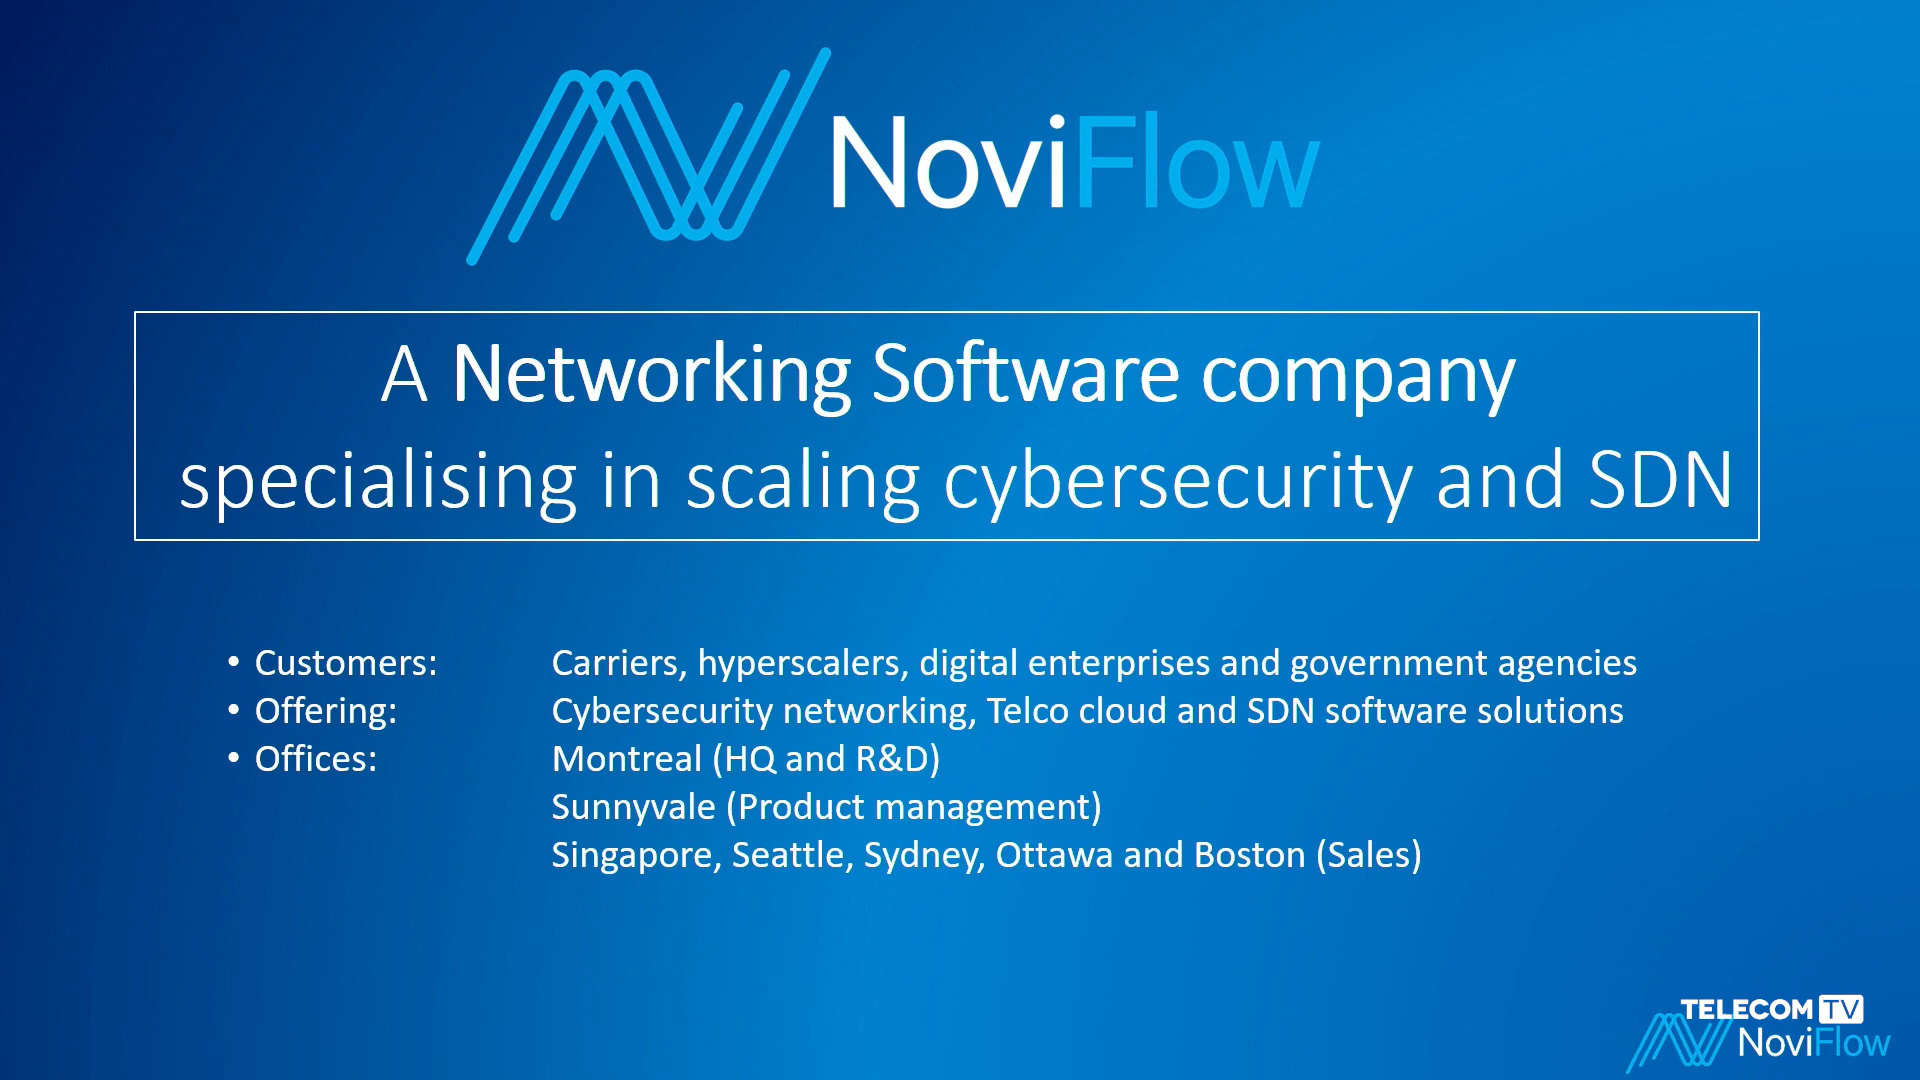 NoviFlow
A Networking Software company
specialising in scaling cybersecurity and SDN
• Customers: Carriers, hyperscalers, digital enterprises and government agencies
• Offering: Cybersecurity networking, Telco cloud and SDN software solutions
• Offices: Montreal (HQ and R&D)
Sunnyvale (Product management)
Singapore, Seattle, Sydney, Ottawa and Boston (Sales)
TELECOM TV
NoviFlow